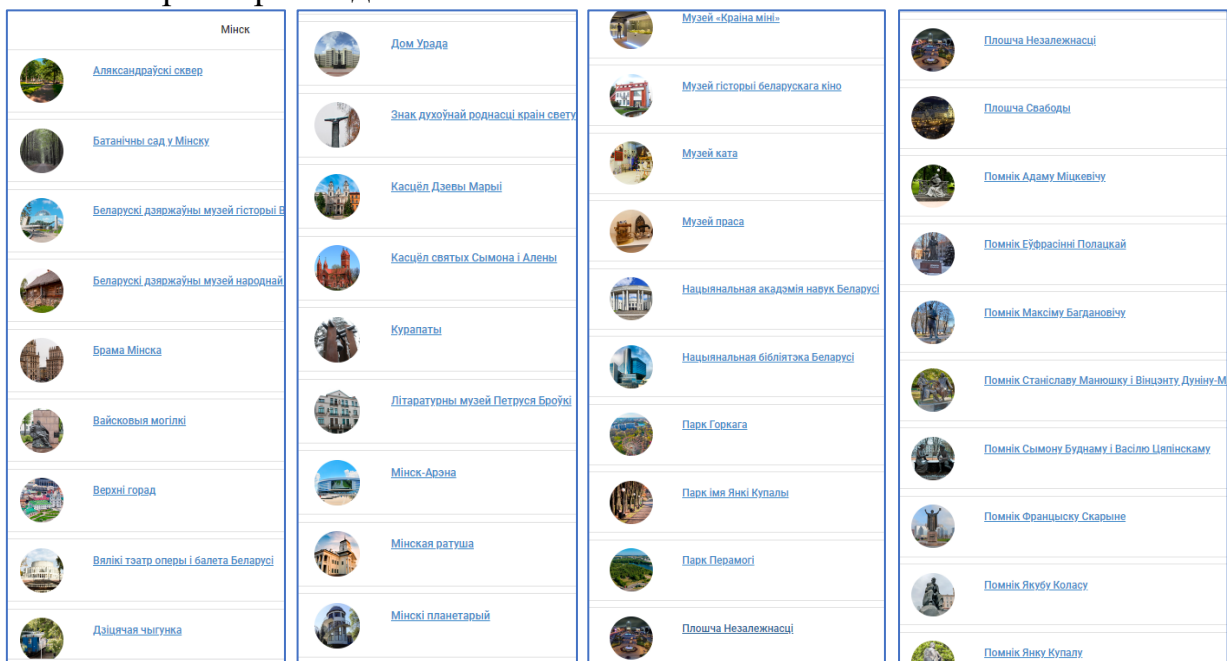 Мінск
Аляксандраўскі сквер
Батанічны сад у Мінску
Беларускі дзяржаўны музей гісторыі В
Беларускі дзяржаўны музей народнай
Брама Мінска
Вайсковыя могілкі
Верхні горад
Вялікі тэатр оперы і балета Беларусі
Дзіцячая чыгунка
Дом Урада
Знак духоўнай роднасці краін свету
Касцёл Дзевы Марыі
Касцёл святых Сымона і Алены
Курапаты
Літаратурны музей Петруся Броўкі
Мінск-Арэна
Мінская ратуша
Мінскі планетарый
Музей «Краіна міні»
Музей гісторыі беларускага кіно
Музей ката
Музей праса
Нацыянальная акадэмія навук Беларусі
Нацыянальная бібліятэка Беларусі
Парк Горкага
Парк імя Янкі Купалы
Парк Перамогі
Плошча Незалежнасці
Плошча Незалежнасці
Плошча Свабоды
Помнік Адаму Міцкевічу
Помнік Еўфрасінні Полацкай
Помнік Максіму Багдановічу
Помнік Станіславу Манюшку і Вінцэнту Дуніну-М
Помнік Сымону Буднаму і Васілю Цяпінскаму
Помнік Францыску Скарыне
Помнік Якубу Коласу
Помнік Янку Купалу